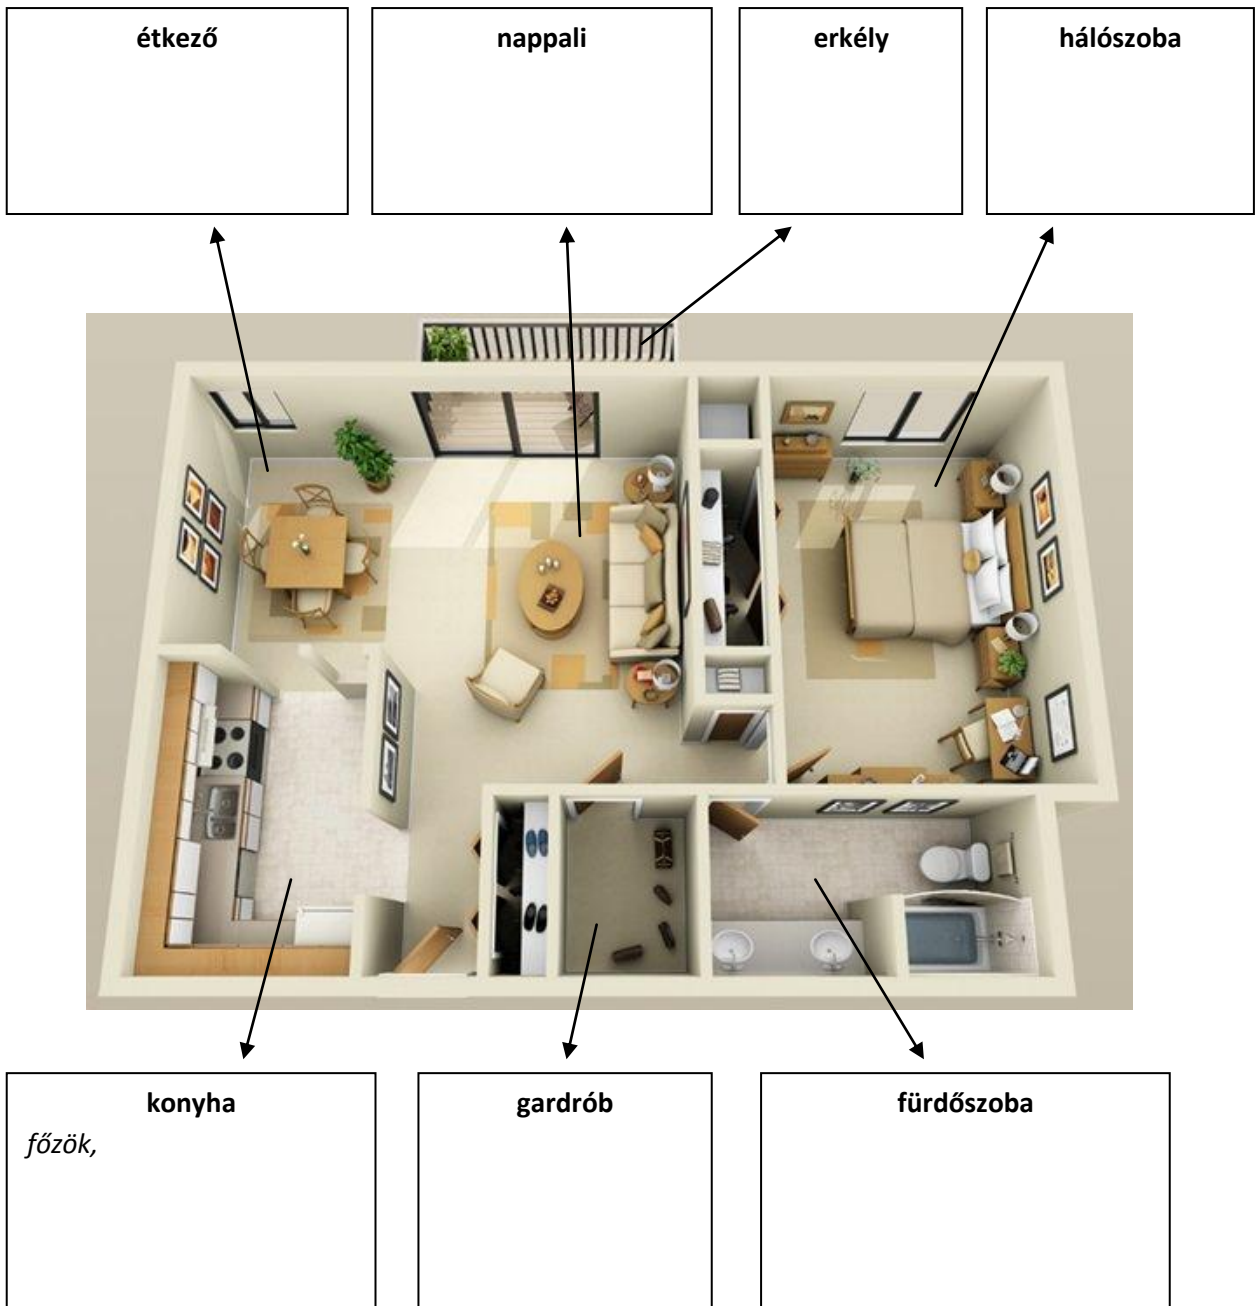 étkező
nappali
erkély
hálószoba
konyha
főzök,
gardrób
fürdőszoba